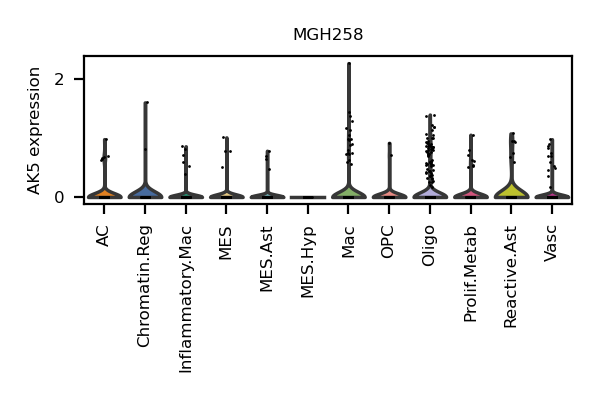 MGH258
AK5 expression
2
0
AC
Chromatin.Reg
Inflammatory.Mac
MES
MES.Ast
MES.Hyp
Mac
OPC
Oligo
Prolif.Metab
Reactive.Ast
Vasc